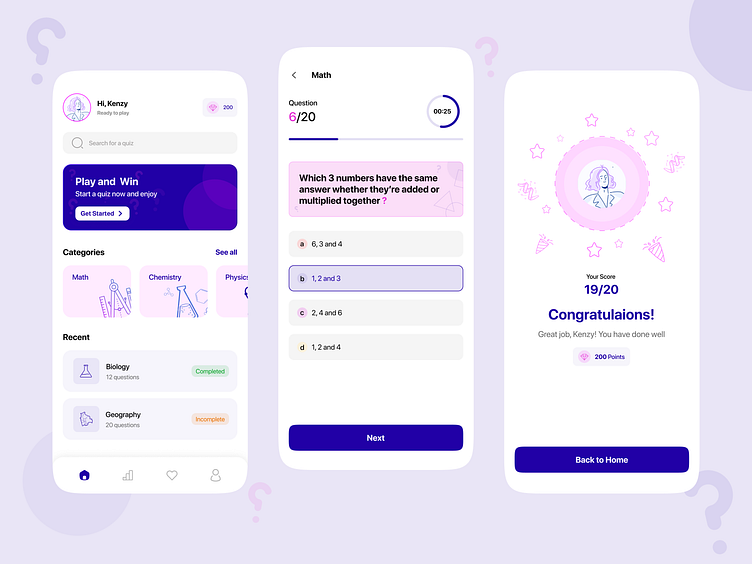 Hi, Kenzy
Ready to play
200
Search for a quiz
Play and Win
Start a quiz now and enjoy
Get Started
Categories
See all
Math
Chemistry
Physics
Recent
Biology
12 questions
Completed
Geography
20 questions
Incomplete
Math
Question
6/20
00:25
Which 3 numbers have the same
answer whether they're added or
multiplied together ?
a 6, 3 and 4
b 1, 2 and 3
c 2, 4 and 6
d 1, 2 and 4
Next
Your Score
19/20
Congratulaions!
Great job, Kenzy! You have done well
200 Points
Back to Home